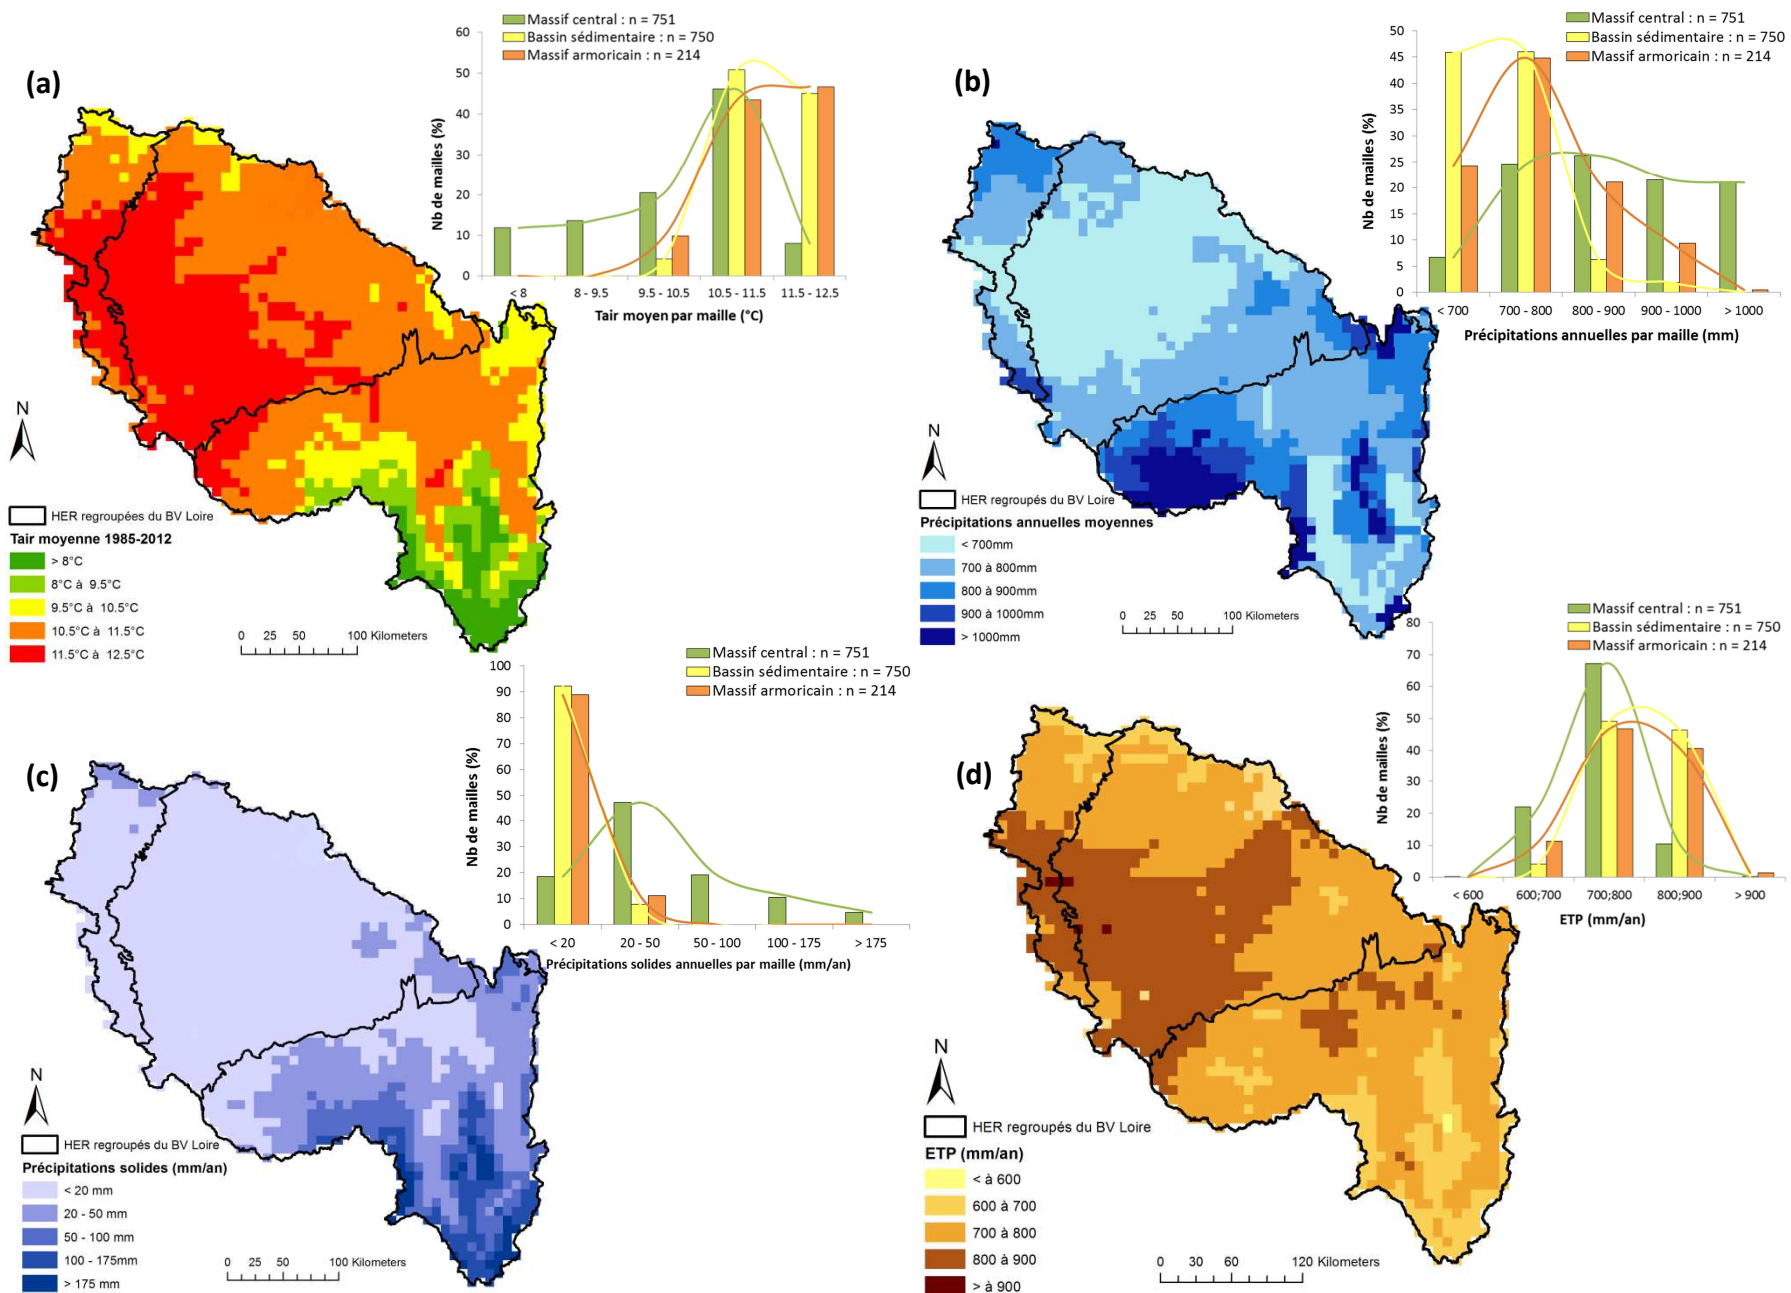 (a)
Massif central : n = 751
Bassin sédimentaire : n = 750
Massif armoricain : n = 214
Nb de mailles (%)
60
50
40
30
20
10
0
< 8
8 - 9.5
9.5 - 10.5
10.5 - 11.5
11.5 - 12.5
Tair moyen par maille (°C)
N
HER regroupées du BV Loire
Tair moyenne 1985-2012
> 8°C
8°C à 9.5°C
9.5°C à 10.5°C
10.5°C à 11.5°C
11.5°C à 12.5°C
0 25 50 100 Kilometers
(b)
Massif central : n = 751
Bassin sédimentaire : n = 750
Massif armoricain : n = 214
Nb de mailles (%)
50
45
40
35
30
25
20
15
10
5
0
< 700
700 - 800
800 - 900
900 - 1000
> 1000
Précipitations annuelles par maille (mm)
N
HER regroupés du BV Loire
Précipitations annuelles moyennes
< 700mm
700 à 800mm
800 à 900mm
900 à 1000mm
> 1000mm
0 25 50 100 Kilometers
(c)
Massif central : n = 751
Bassin sédimentaire : n = 750
Massif armoricain : n = 214
Nb de mailles (%)
100
90
80
70
60
50
40
30
20
10
0
< 20
20 - 50
50 - 100
100 - 175
> 175
Précipitations solides annuelles par maille (mm/an)
N
HER regroupés du BV Loire
Précipitations solides (mm/an)
< 20 mm
20 - 50 mm
50 - 100 mm
100 - 175mm
> 175 mm
0 25 50 100 Kilometers
(d)
Massif central : n = 751
Bassin sédimentaire : n = 750
Massif armoricain : n = 214
Nb de mailles (%)
80
70
60
50
40
30
20
10
0
< 600
600;700
700;800
800;900
> 900
ETP (mm/an)
N
HER regroupés du BV Loire
ETP (mm/an)
< à 600
600 à 700
700 à 800
800 à 900
> à 900
0 30 60 120 Kilometers